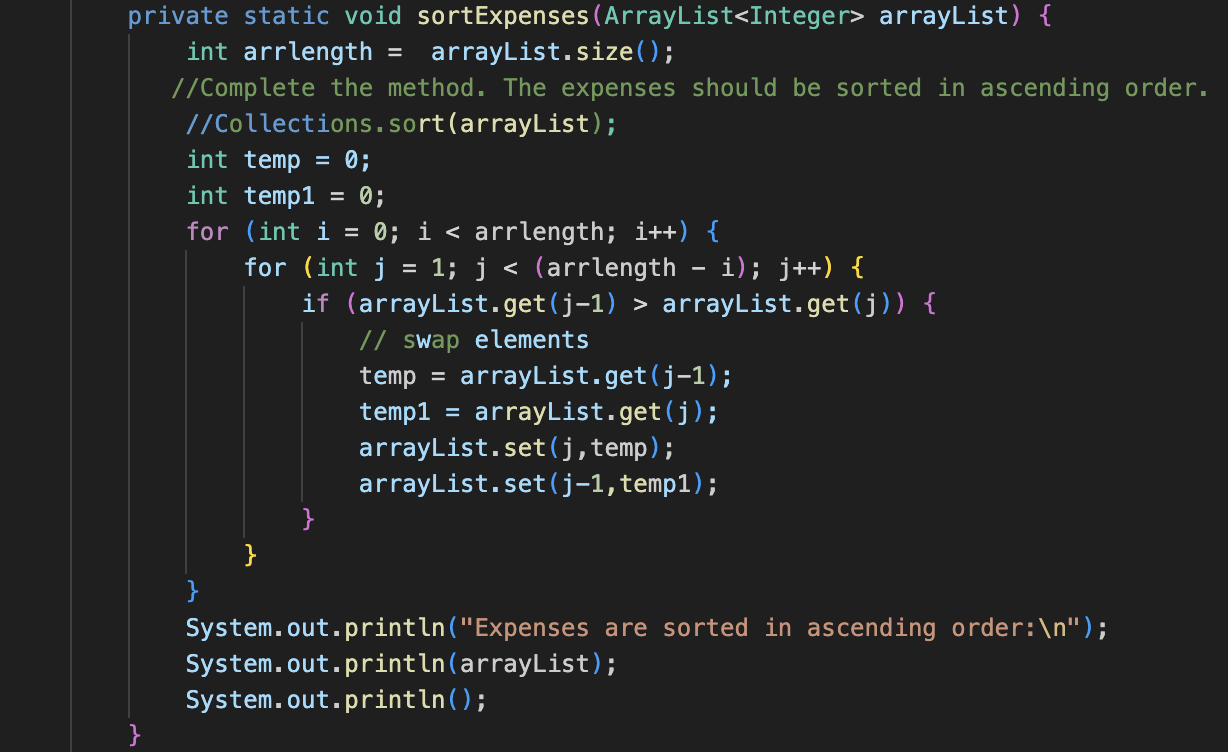 private static void sortExpenses(ArrayList<Integer> arrayList) {
int arrlength =  arrayList.size();
//Complete the method. The expenses should be sorted in ascending order.
//Collections.sort(arrayList);
int temp = 0;
int temp1 = 0;
for (int i = 0; i < arrlength; i++) {
for (int j = 1; j < (arrlength - i); j++) {
if (arrayList.get(j-1) > arrayList.get(j)) {
// swap elements
temp = arrayList.get(j-1);
temp1 = arrayList.get(j);
arrayList.set(j,temp);
arrayList.set(j-1,temp1);
}
}
}
System.out.println("Expenses are sorted in ascending order:\n");
System.out.println(arrayList);
System.out.println();
}